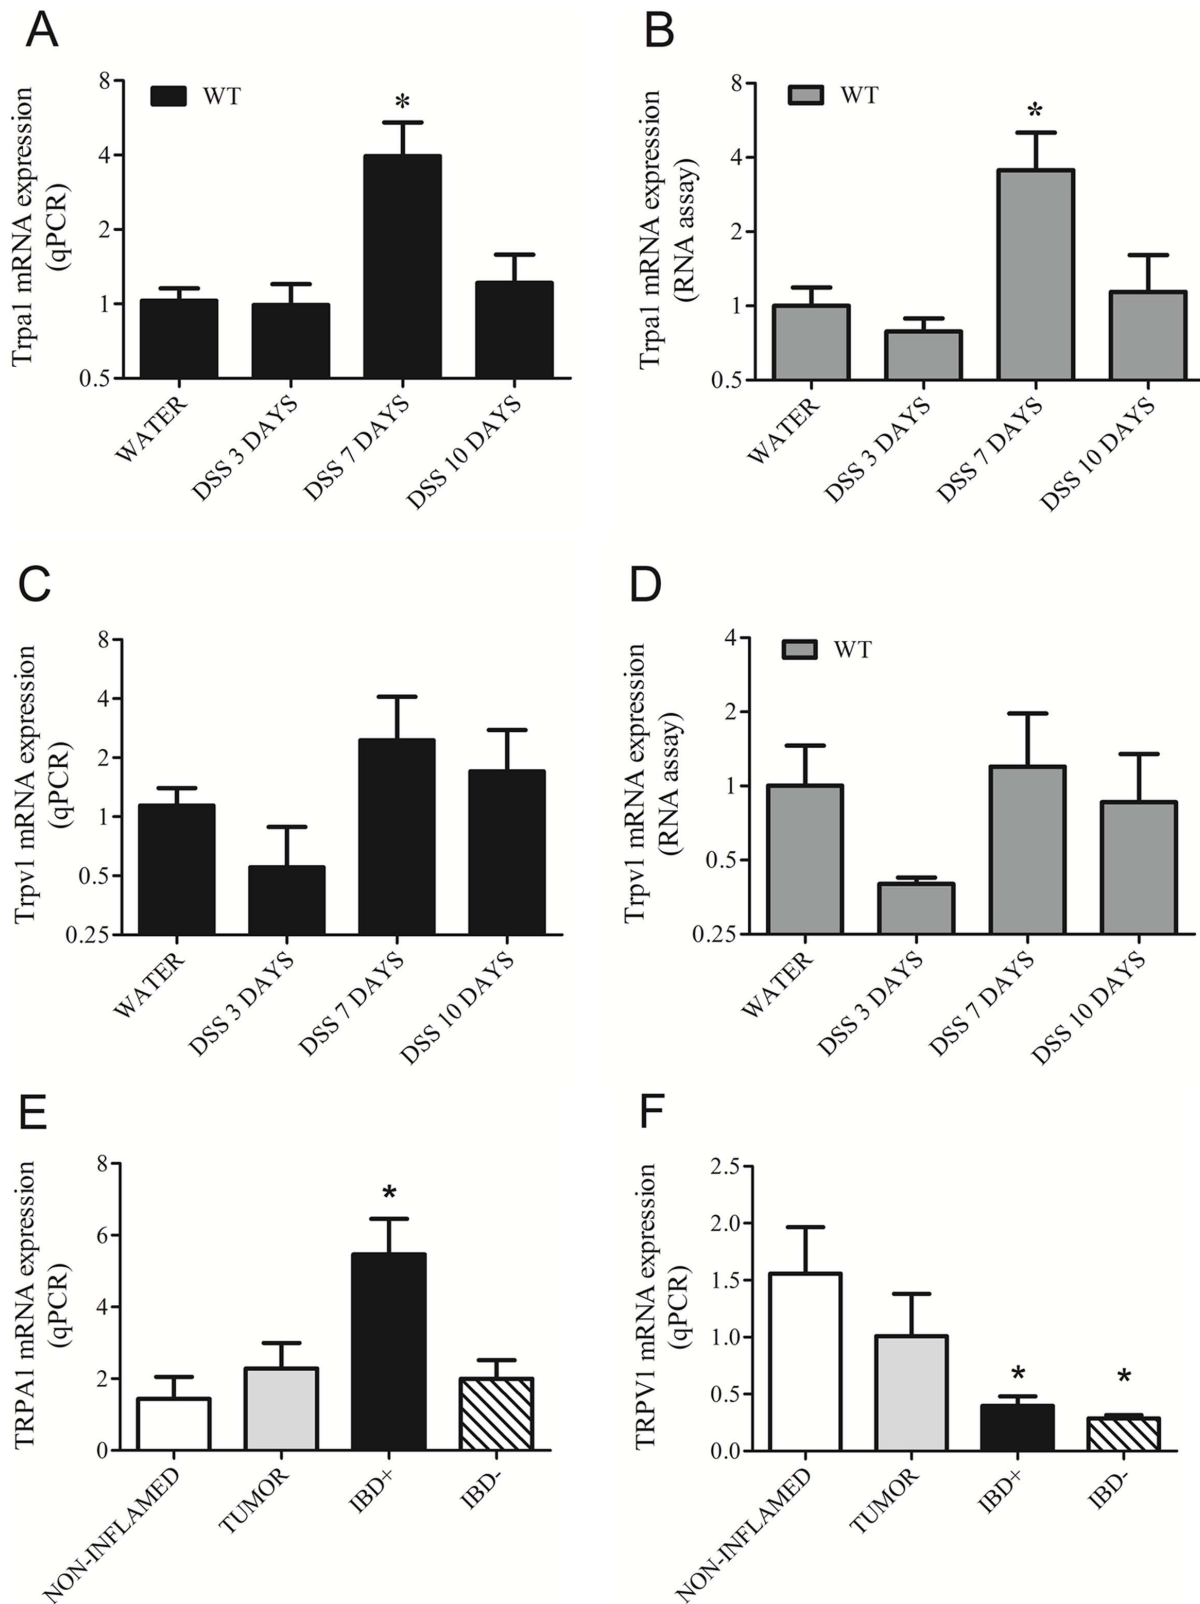 A
Trpa1 mRNA expression
(qPCR)
8
4
2
1
0.5
WT
*
WATER
DSS 3 DAYS
DSS 7 DAYS
DSS 10 DAYS
B
Trpa1 mRNA expression
(RNA assay)
8
4
2
1
0.5
WT
*
WATER
DSS 3 DAYS
DSS 7 DAYS
DSS 10 DAYS
C
Trpv1 mRNA expression
(qPCR)
8
4
2
1
0.5
0.25
WATER
DSS 3 DAYS
DSS 7 DAYS
DSS 10 DAYS
D
Trpv1 mRNA expression
(RNA assay)
4
2
1
0.5
0.25
WT
WATER
DSS 3 DAYS
DSS 7 DAYS
DSS 10 DAYS
E
TRPA1 mRNA expression
(qPCR)
8
6
4
2
0
*
NON-INFLAMED
TUMOR
IBD+
IBD-
F
TRPV1 mRNA expression
(qPCR)
2.5
2.0
1.5
1.0
0.5
0.0
*
*
NON-INFLAMED
TUMOR
IBD+
IBD-